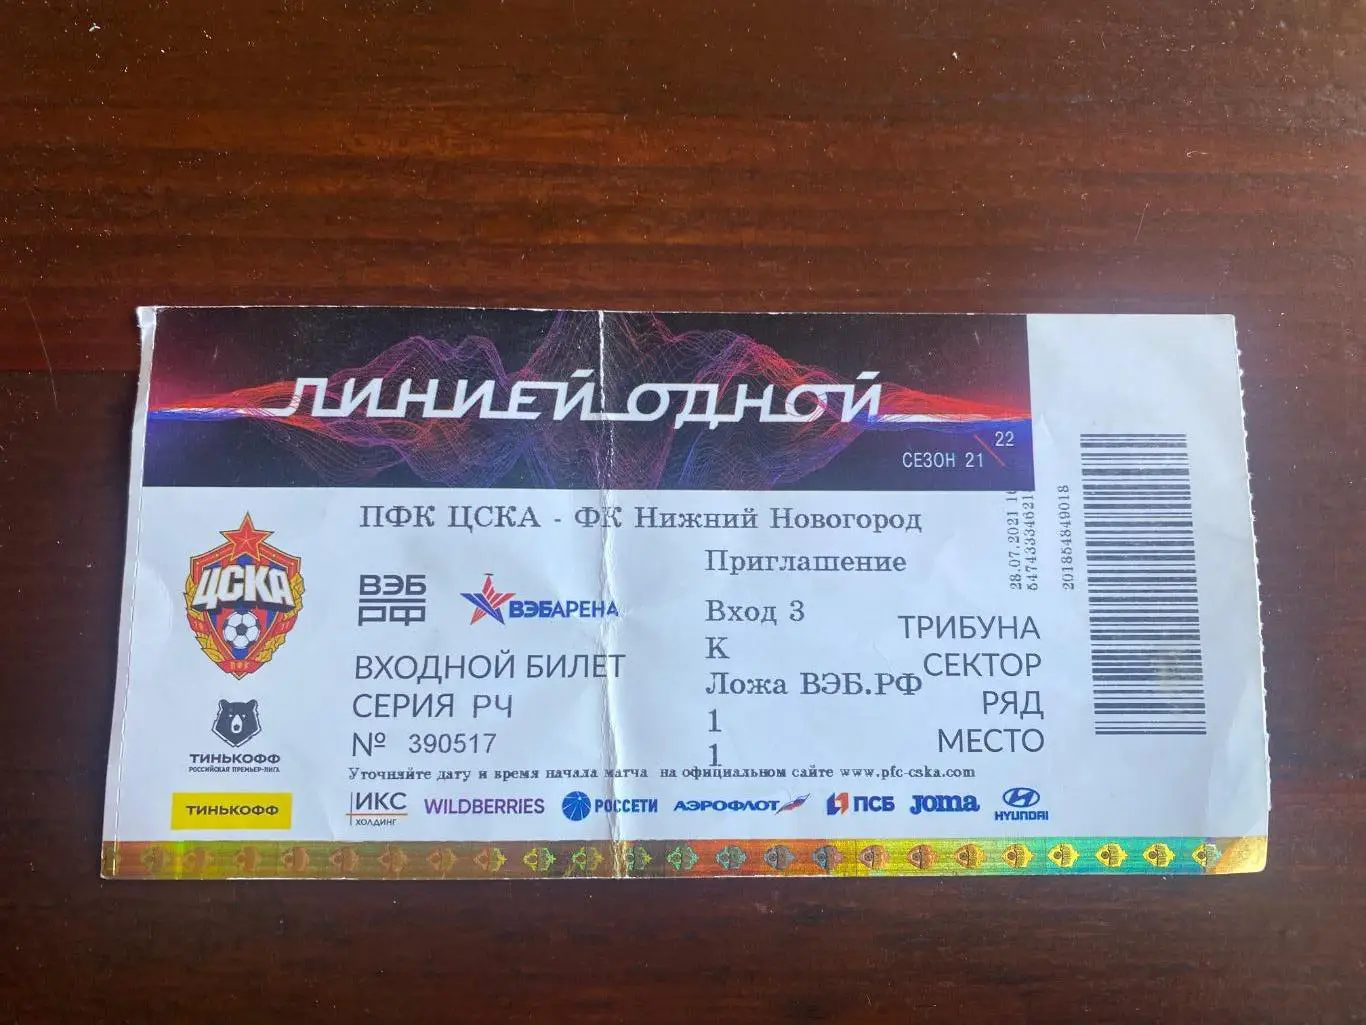 ЛИНИЕЙ ОДНОЙ
СЕЗОН 21 22
ПФК ЦСКА - ФК Нижний Новогород
Приглашение
ЦСКА
ПФК
ВЭБ
РФ
ВЭБАРЕНА
Вход 3
К
Ложа ВЭБ.РФ
1
1
ТРИБУНА
СЕКТОР
РЯД
МЕСТО
ВХОДНОЙ БИЛЕТ
СЕРИЯ РЧ
№ 390517
ТИНЬКОФФ
РОССИЙСКАЯ ПРЕМЬЕР-ЛИГА
Уточняйте дату и время начала матча на официальном сайте www.pfc-cska.com
ТИНЬКОФФ
ИКС
ХОЛДИНГ
WILDBERRIES
РОССЕТИ
АЭРОФЛОТ
ПСБ
JOMA
HYUNDAI
28.07.2021
201854849018